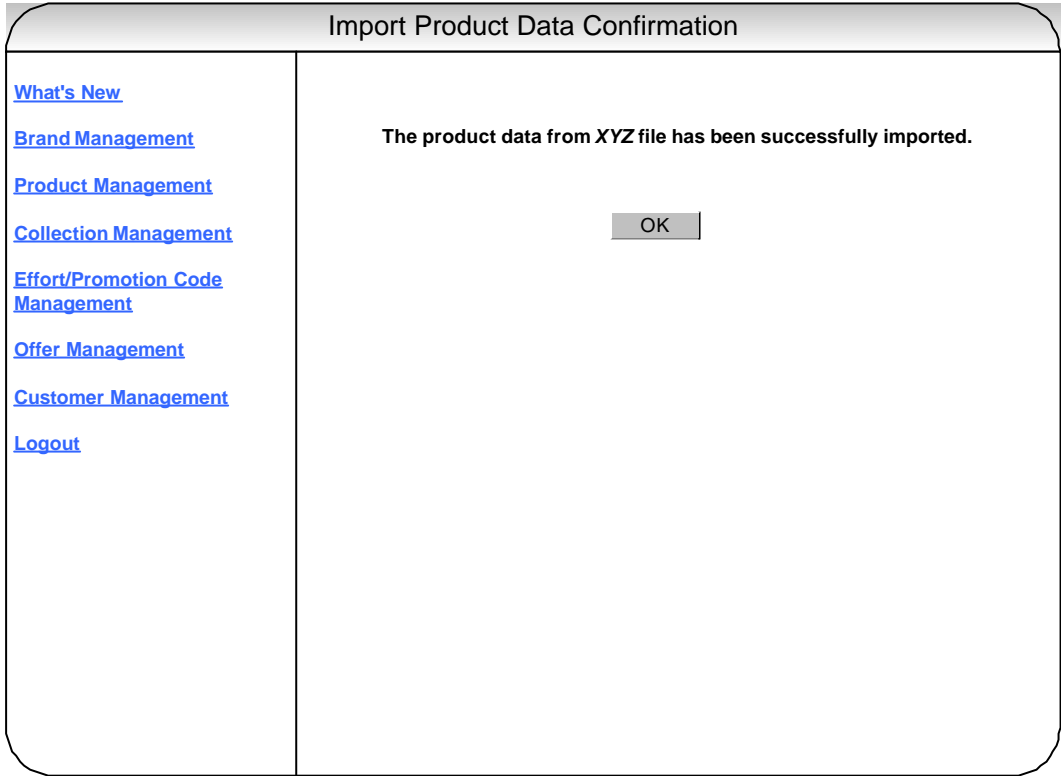 Import Product Data Confirmation
What's New
Brand Management
Product Management
Collection Management
Effort/Promotion Code
Management
Offer Management
Customer Management
Logout
The product data from XYZ file has been successfully imported.
OK